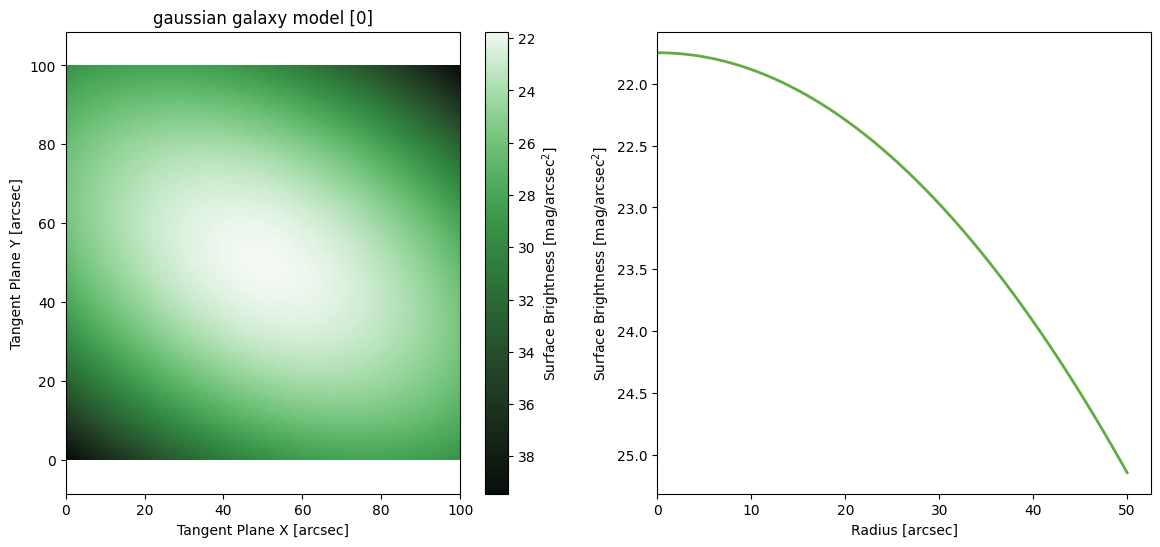 gaussian galaxy model [0]
100
80
60
40
20
0
Tangent Plane Y [arcsec]
0 20 40 60 80 100
Tangent Plane X [arcsec]
22
24
26
28
30
32
34
36
38
Surface Brightness [mag/arcsec²]
22.0
22.5
23.0
23.5
24.0
24.5
25.0
Surface Brightness [mag/arcsec²]
0 10 20 30 40 50
Radius [arcsec]